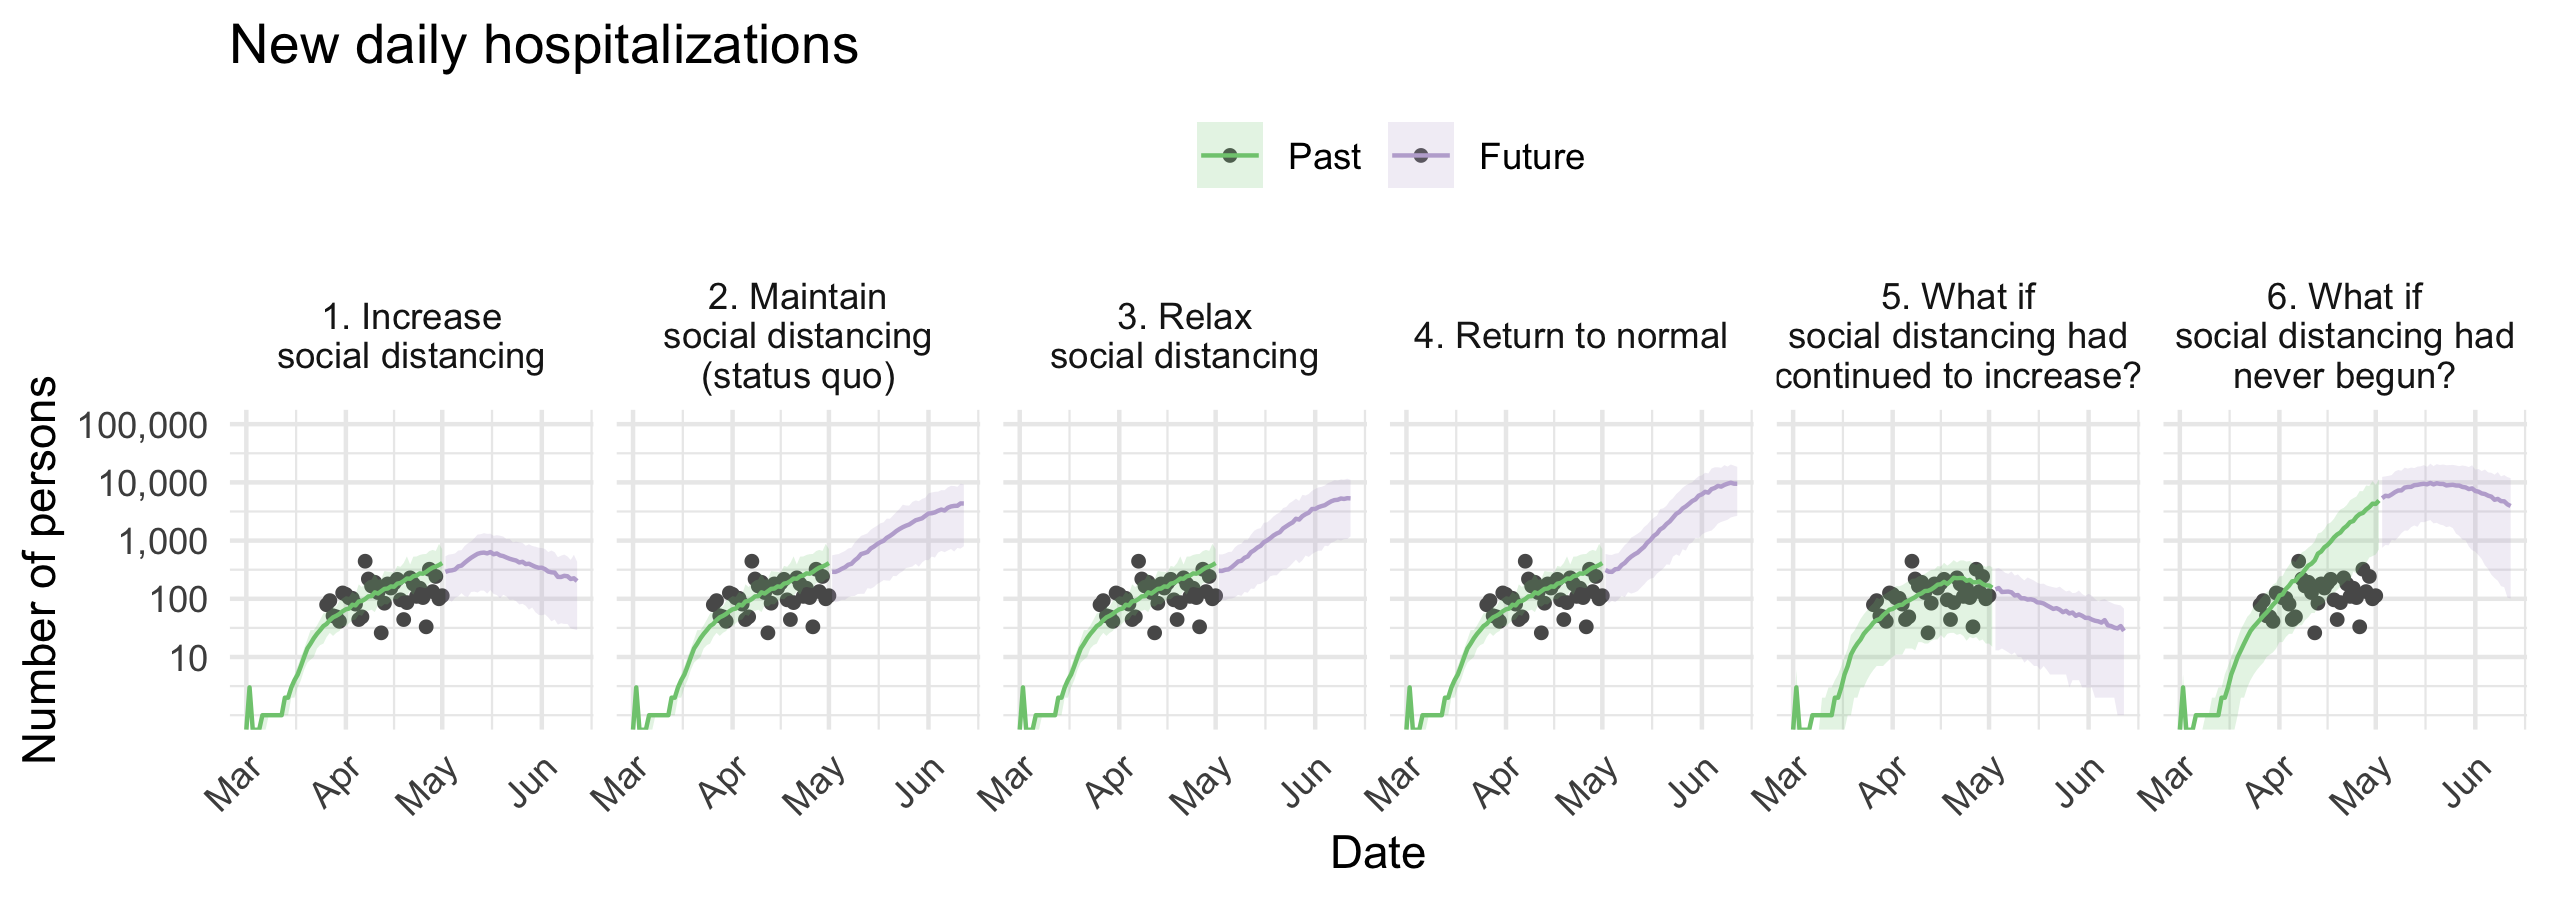 New daily hospitalizations
Past
Future
1. Increase
social distancing
2. Maintain
social distancing
(status quo)
3. Relax
social distancing
4. Return to normal
5. What if
social distancing had
continued to increase?
6. What if
social distancing had
never begun?
Number of persons
100,000
10,000
1,000
100
10
Mar
Apr
May
Jun
Mar
Apr
May
Jun
Mar
Apr
May
Jun
Mar
Apr
May
Jun
Mar
Apr
May
Jun
Mar
Apr
May
Jun
Date